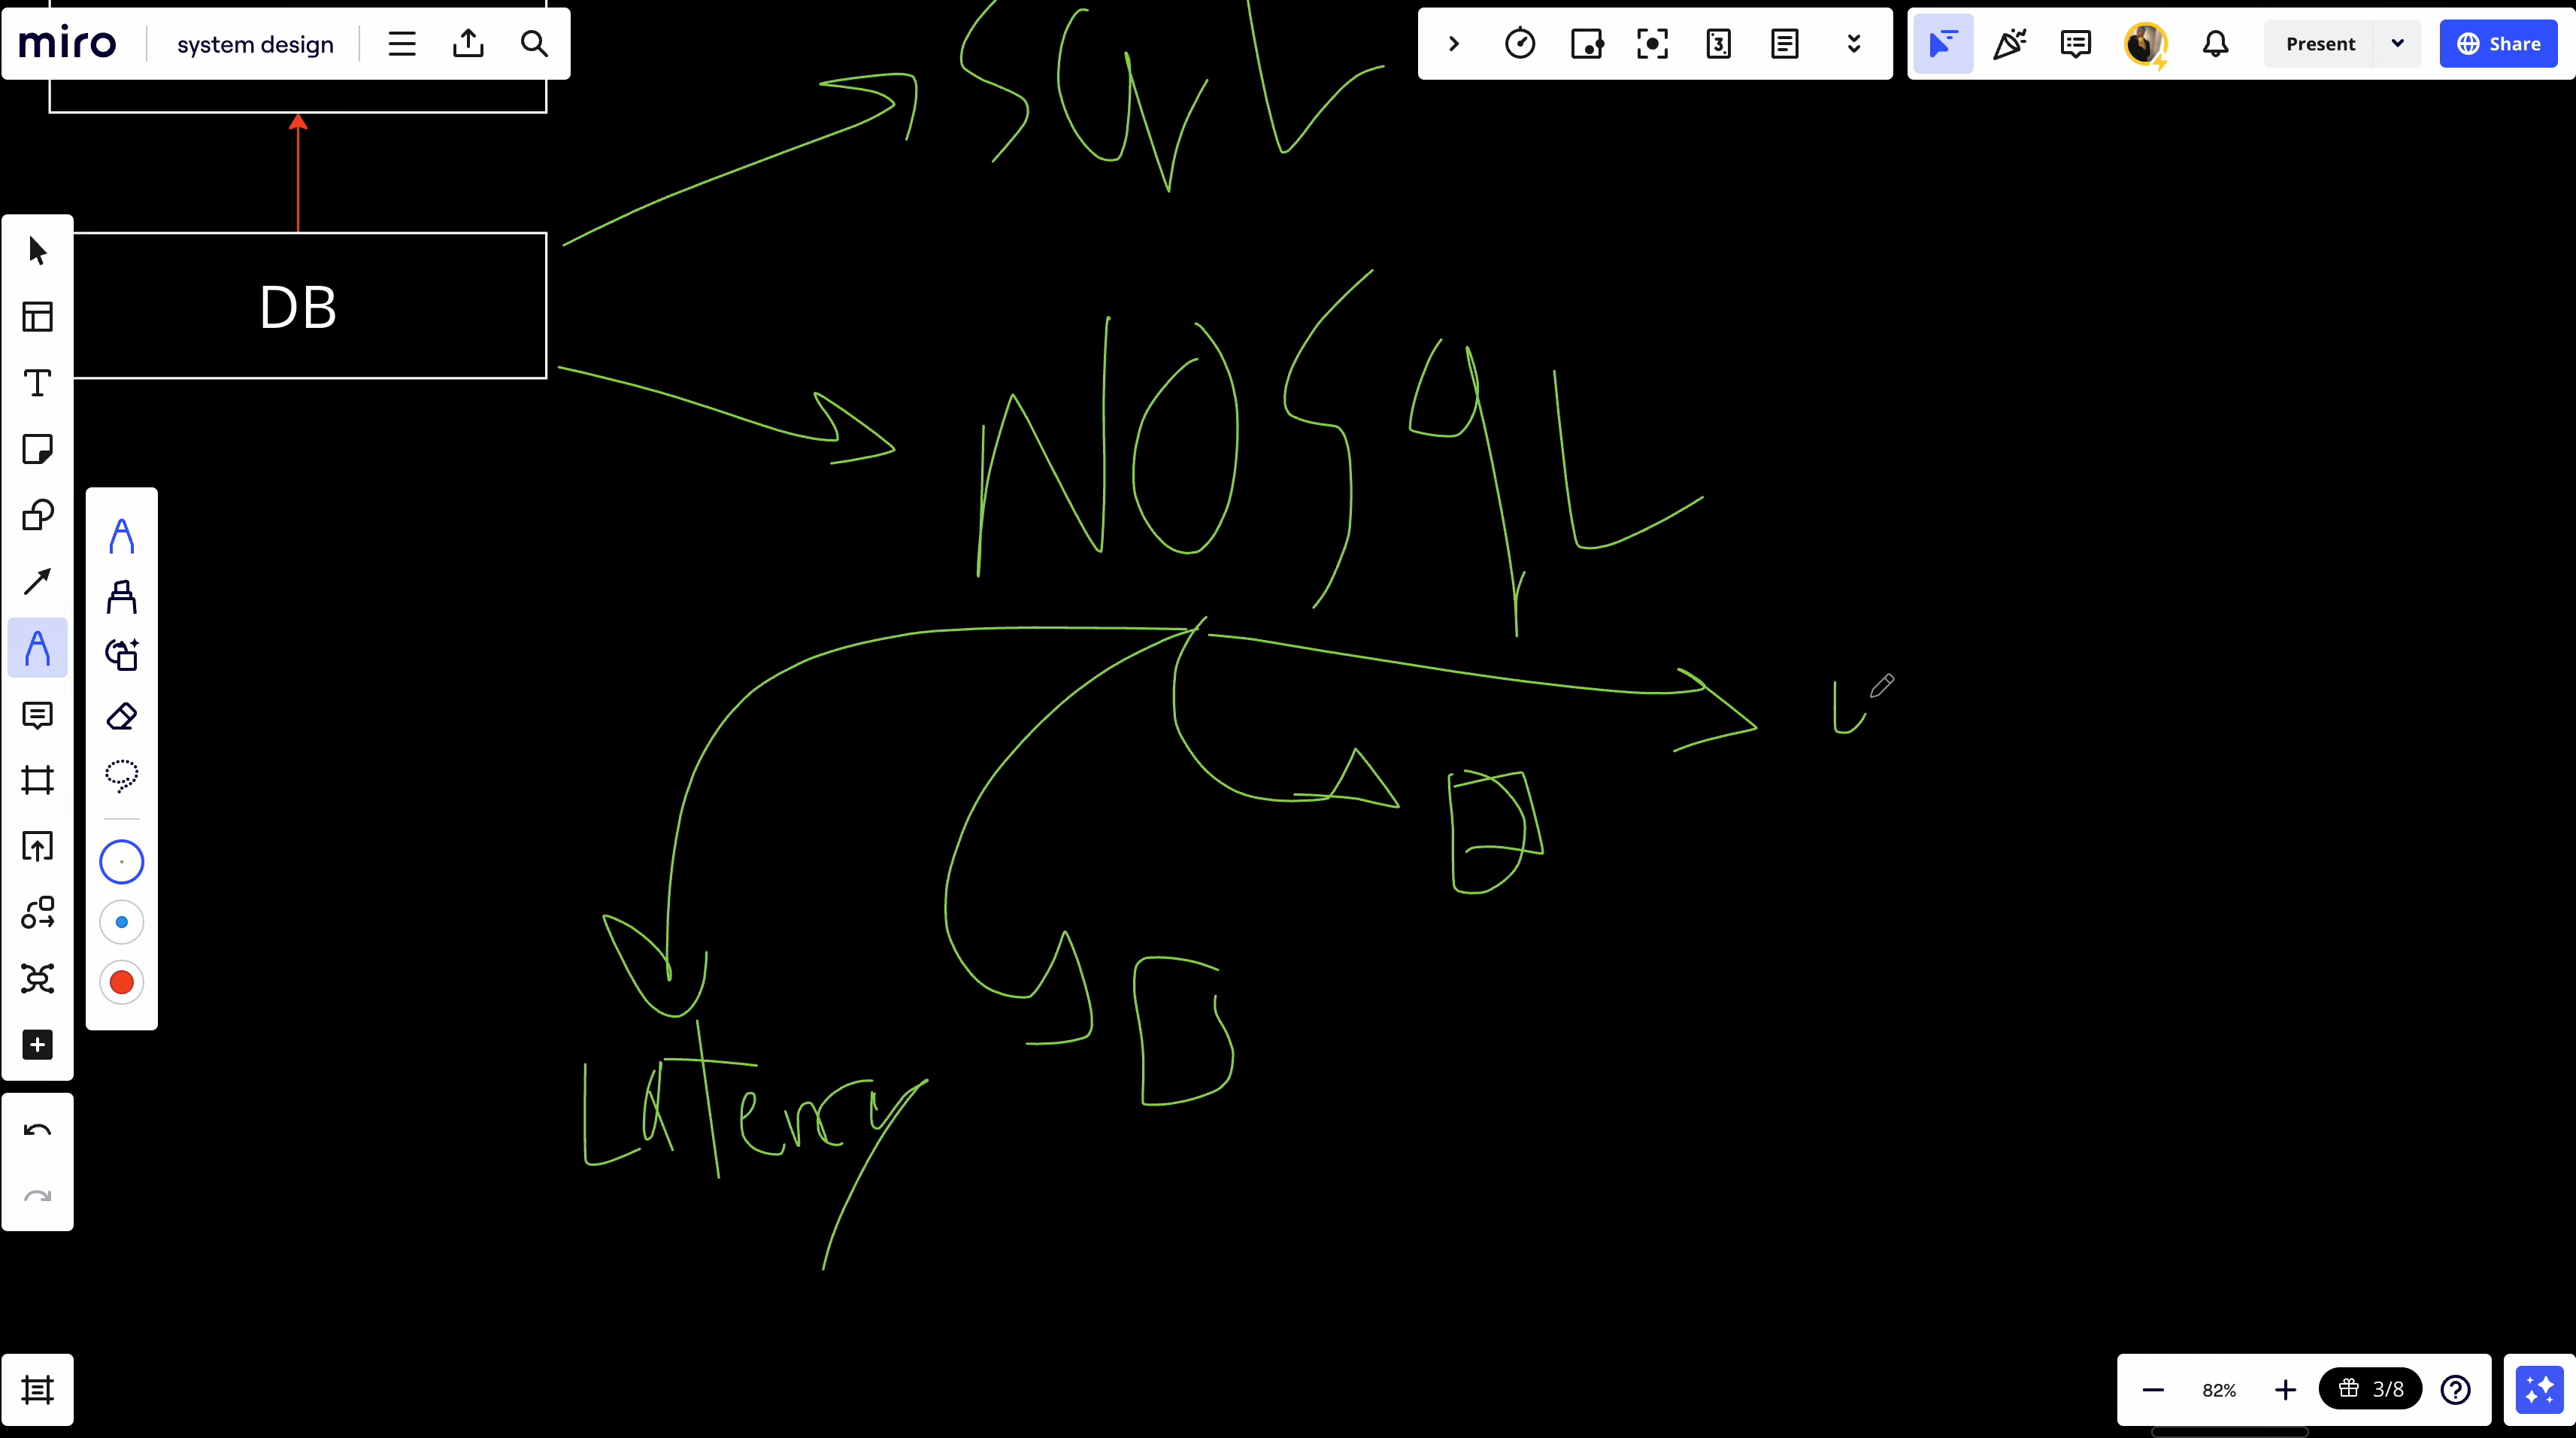 miro
system design
Present
Share
SqL
DB
NOSqL
D
D
Latency
82%
3/8